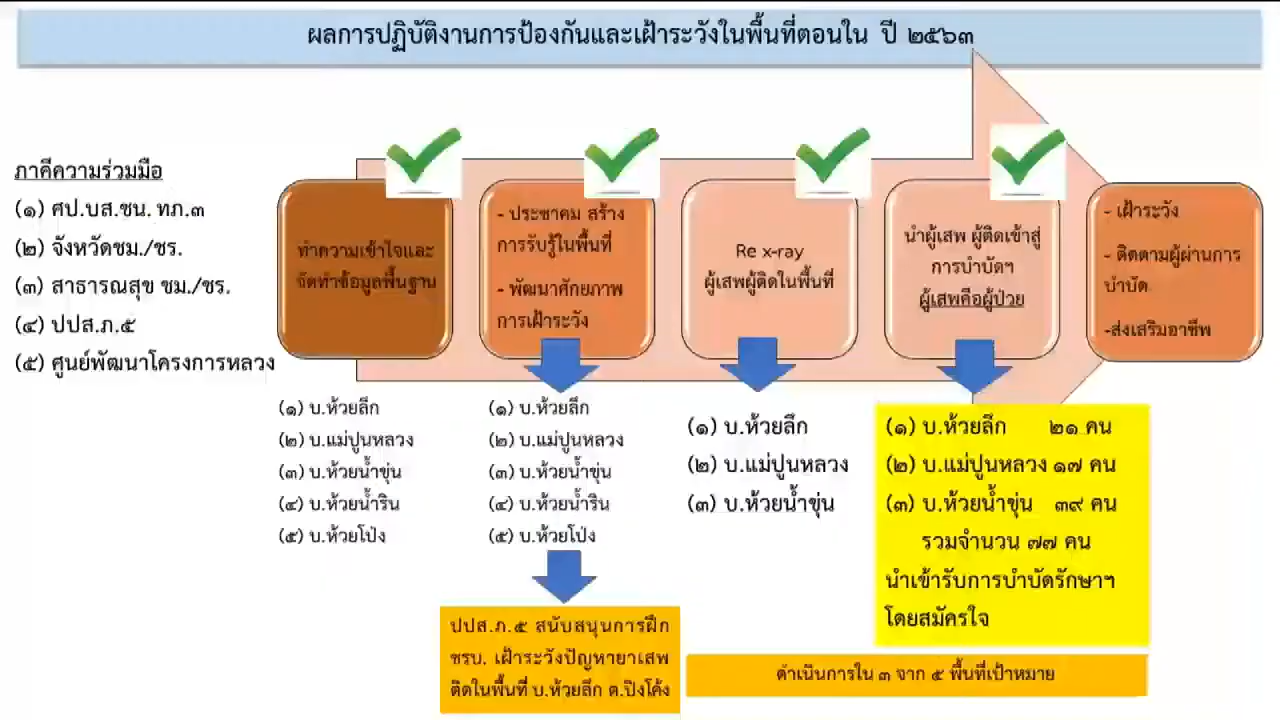 ผลการปฏิบัติงานการป้องกันและเฝ้าระวังในพื้นที่ตอนใน ปี ๒๕๖๓
ภาคีความร่วมมือ
(๑) ศป.บส.ชน. ทภ.๓
(๒) จังหวัดชม./ชร.
(๓) สาธารณสุข ชม./ชร.
(๔) ปปส.ภ.๕
(๕) ศูนย์พัฒนาโครงการหลวง
ทำความเข้าใจและ
จัดทำข้อมูลพื้นฐาน
- ประชาคม สร้าง
การรับรู้ในพื้นที่
- พัฒนาศักยภาพ
การเฝ้าระวัง
Re x-ray
ผู้เสพผู้ติดในพื้นที่
นำผู้เสพ ผู้ติดเข้าสู่
การบำบัดฯ
ผู้เสพคือผู้ป่วย
- เฝ้าระวัง
- ติดตามผู้ผ่านการ
บำบัด
-ส่งเสริมอาชีพ
(๑) บ.ห้วยลึก
(๒) บ.แม่ปูนหลวง
(๓) บ.ห้วยน้ำขุ่น
(๔) บ.ห้วยน้ำริน
(๕) บ.ห้วยโป่ง
(๑) บ.ห้วยลึก
(๒) บ.แม่ปูนหลวง
(๓) บ.ห้วยน้ำขุ่น
(๔) บ.ห้วยน้ำริน
(๕) บ.ห้วยโป่ง
ปปส.ภ.๕ สนับสนุนการฝึก
ชรบ. เฝ้าระวังปัญหายาเสพ
ติดในพื้นที่ บ.ห้วยลึก ต.ปิงโค้ง
(๑) บ.ห้วยลึก
(๒) บ.แม่ปูนหลวง
(๓) บ.ห้วยน้ำขุ่น
(๑) บ.ห้วยลึก ๒๑ คน
(๒) บ.แม่ปูนหลวง ๑๗ คน
(๓) บ.ห้วยน้ำขุ่น ๓๙ คน
รวมจำนวน ๗๗ คน
นำเข้ารับการบำบัดรักษาฯ
โดยสมัครใจ
ดำเนินการใน ๓ จาก ๕ พื้นที่เป้าหมาย